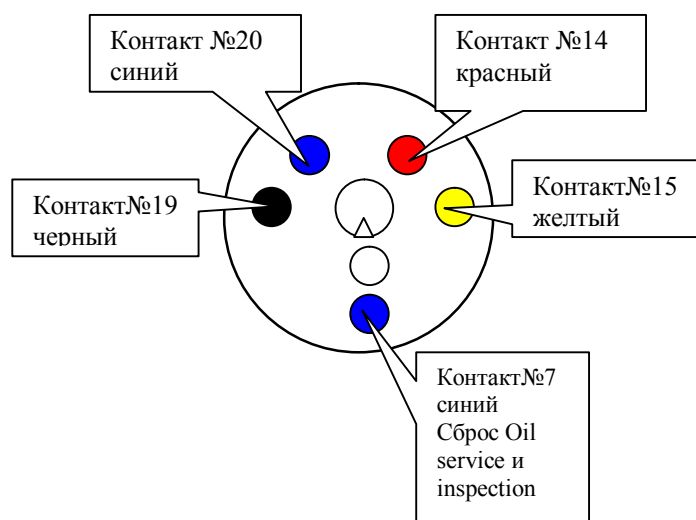 Контакт №20
синий
Контакт №14
красный
Контакт№19
черный
Контакт№15
желтый
Контакт№7
синий
Сброс Oil
service и
inspection